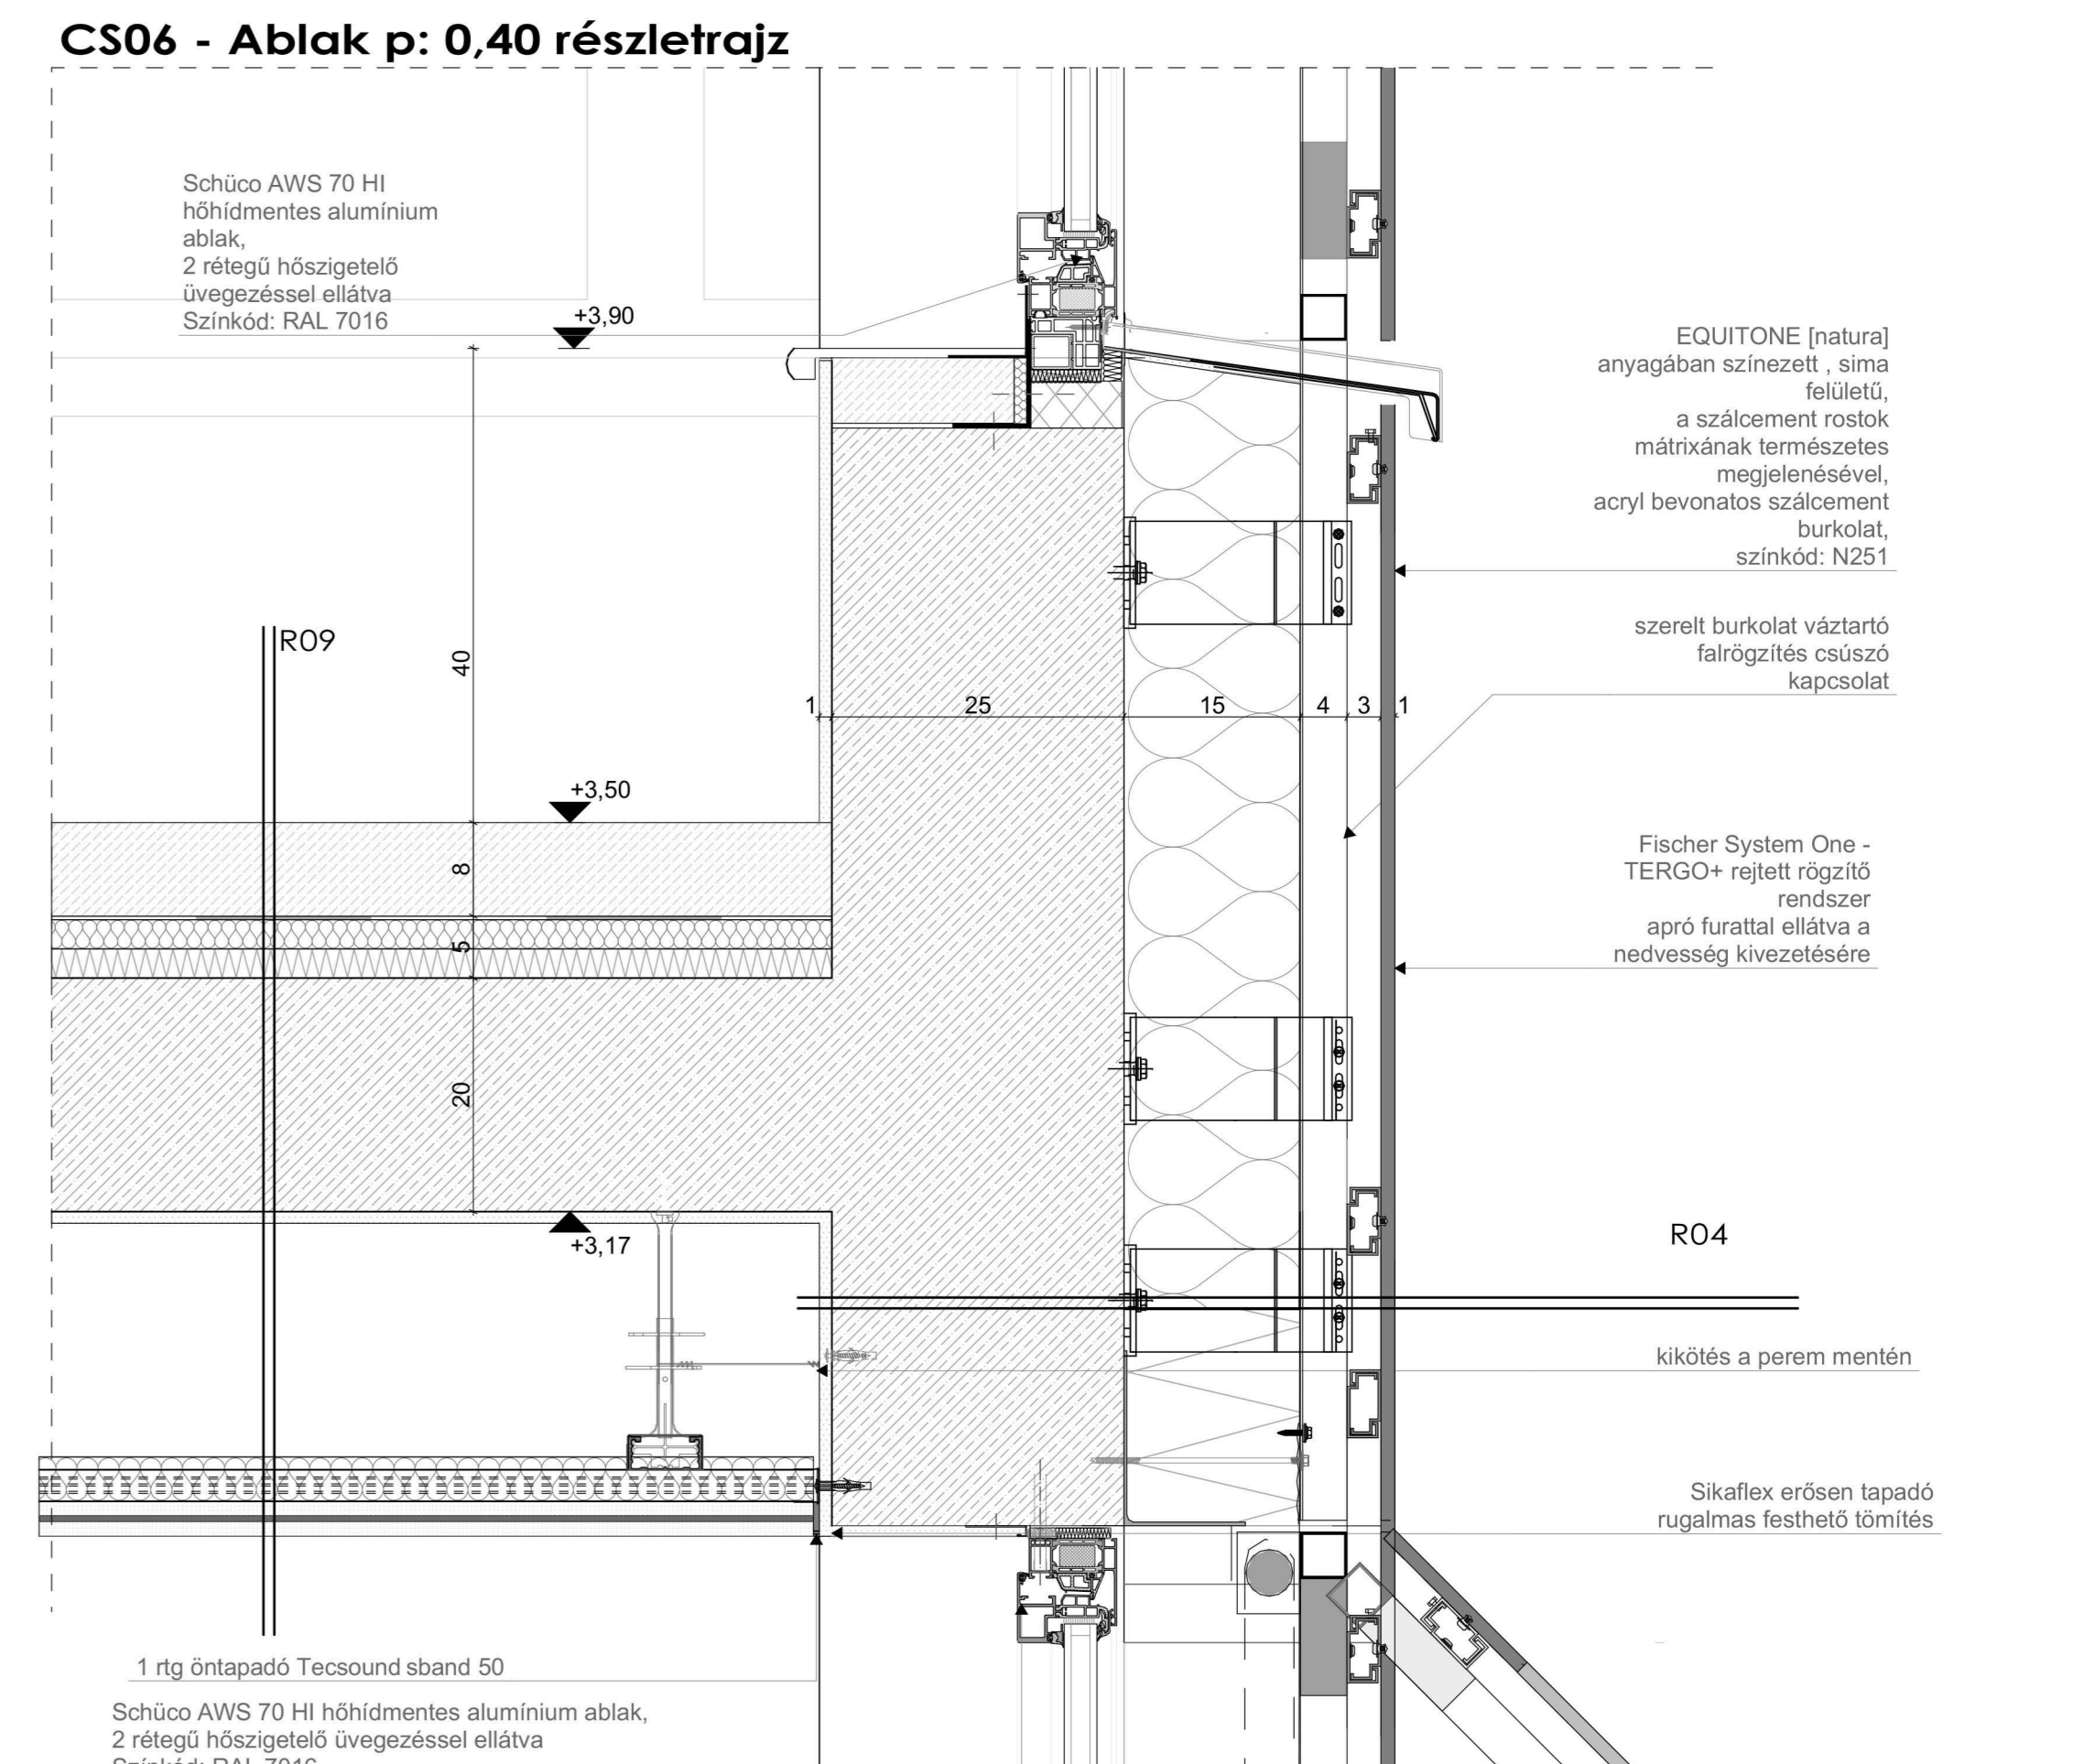 CS06 - Ablak p: 0,40 részletrajz
Schüco AWS 70 HI
hőhídmentes alumínium
ablak,
2 rétegű hőszigetelő
üvegezéssel ellátva
Színkód: RAL 7016
+3,90
EQUITONE [natura]
anyagában színezett , sima
felületű,
a szálcement rostok
mátrixának természetes
megjelenésével,
acryl bevonatos szálcement
burkolat,
színkód: N251
szerelt burkolat váztartó
falrögzítés csúszó
kapcsolat
R09
40
1 25 15 4 3 1
+3,50
8
Fischer System One -
TERGO+ rejtett rögzítő
rendszer
apró furattal ellátva a
nedvesség kivezetésére
5
20
+3,17
R04
kikötés a perem mentén
Sikaflex erősen tapadó
rugalmas festhető tömítés
1 rtg öntapadó Tecsound sband 50
Schüco AWS 70 HI hőhídmentes alumínium ablak,
2 rétegű hőszigetelő üvegezéssel ellátva
Színkód: RAL 7016